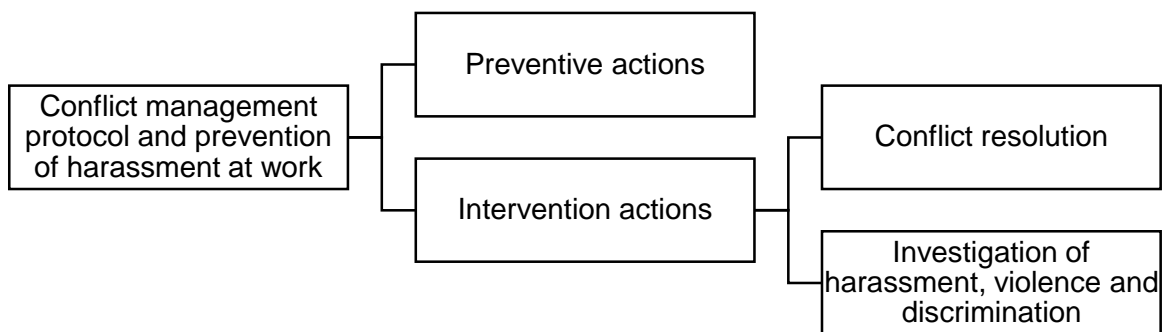 Conflict management
protocol and prevention
of harassment at work
Preventive actions
Intervention actions
Conflict resolution
Investigation of
harassment, violence and
discrimination